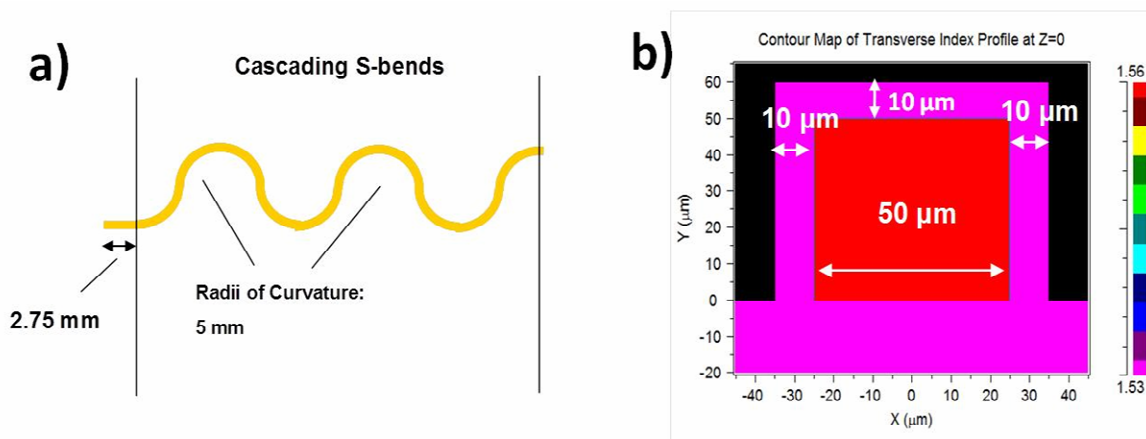 a)
Cascading S-bends
Radii of Curvature:
5 mm
2.75 mm
b)
Contour Map of Transverse Index Profile at Z=0
1.56
60
50
40
30
20
10
0
-10
-20
Y (µm)
10 µm
10 µm
10 µm
50 µm
-40 -30 -20 -10 0 10 20 30 40
X (µm)
1.53